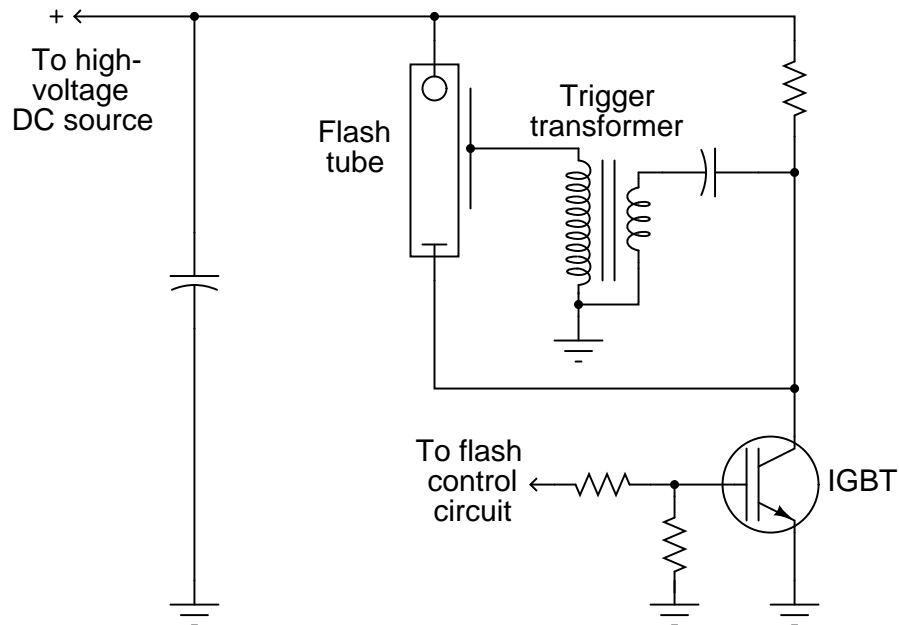 +
To high-
voltage
DC source
Flash
tube
Trigger
transformer
To flash
control
circuit
IGBT